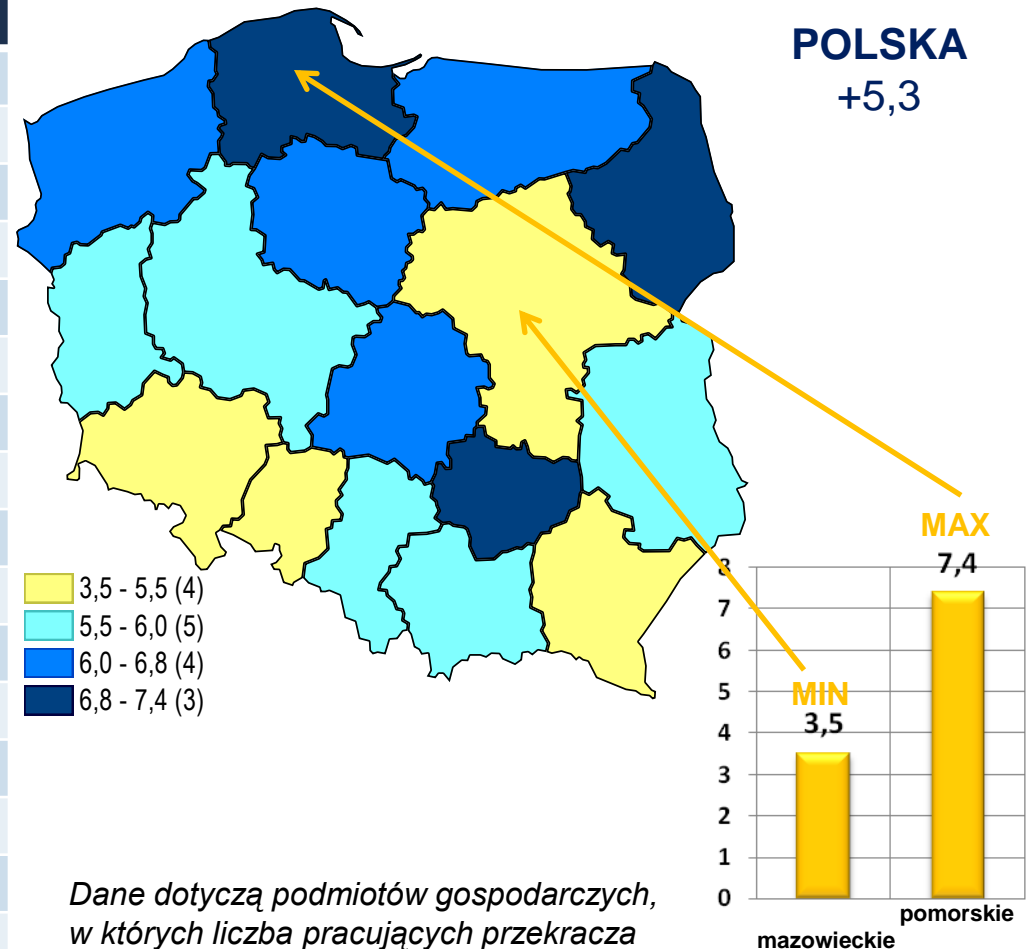 POLSKA
+5,3
3,5 - 5,5 (4)
5,5 - 6,0 (5)
6,0 - 6,8 (4)
6,8 - 7,4 (3)
MAX
7,4
MIN
3,5
8
7
6
5
4
3
2
1
0
pomorskie
mazowieckie
Dane dotyczą podmiotów gospodarczych,
w których liczba pracujących przekracza